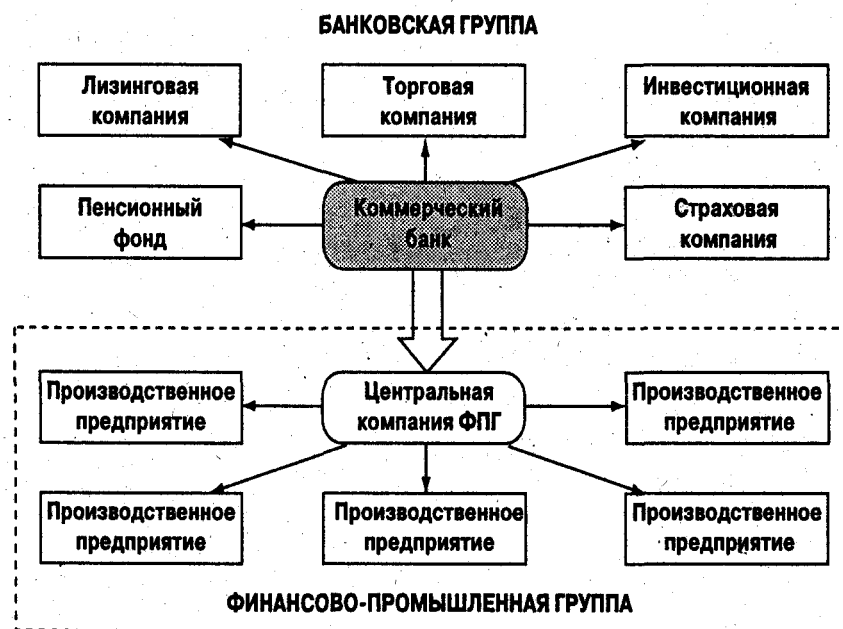 БАНКОВСКАЯ ГРУППА
Лизинговая
компания
Торговая
компания
Инвестиционная
компания
Пенсионный
фонд
Коммерческий
банк
Страховая
компания
Производственное
предприятие
Центральная
компания ФПГ
Производственное
предприятие
Производственное
предприятие
Производственное
предприятие
Производственное
предприятие
ФИНАНСОВО-ПРОМЫШЛЕННАЯ ГРУППА